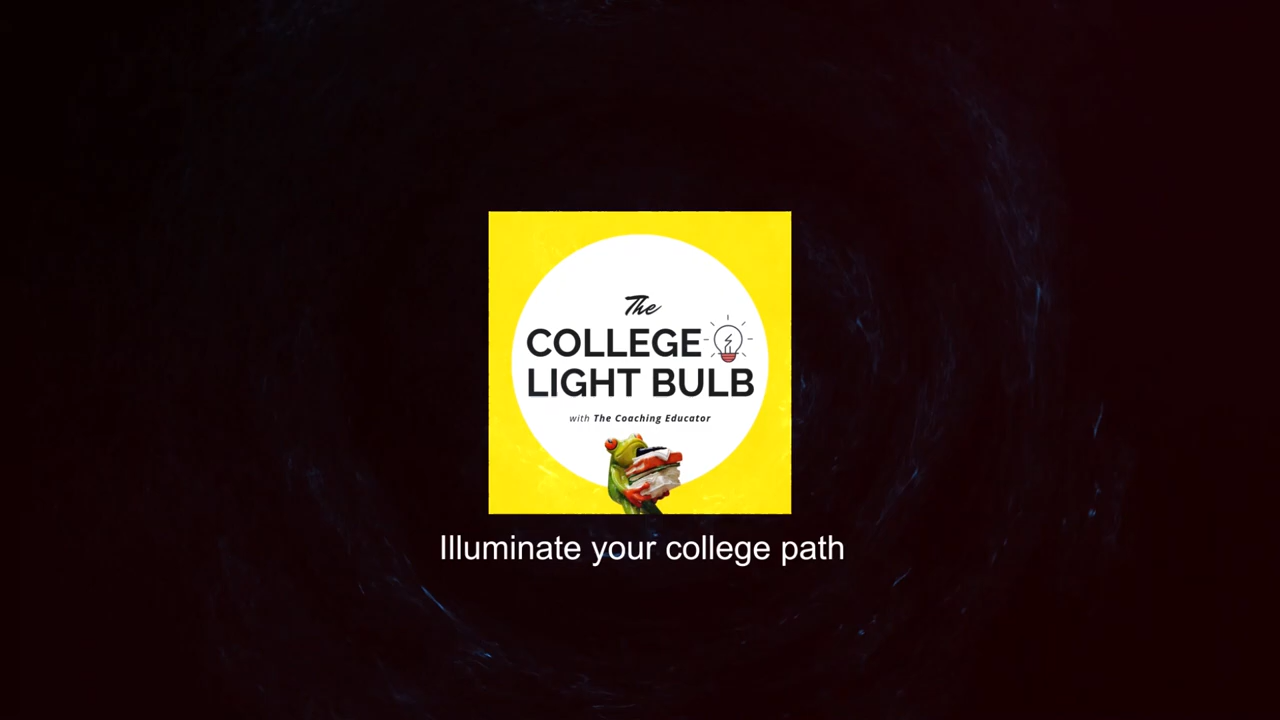 The
COLLEGE
LIGHT BULB
with The Coaching Educator
Illuminate your college path